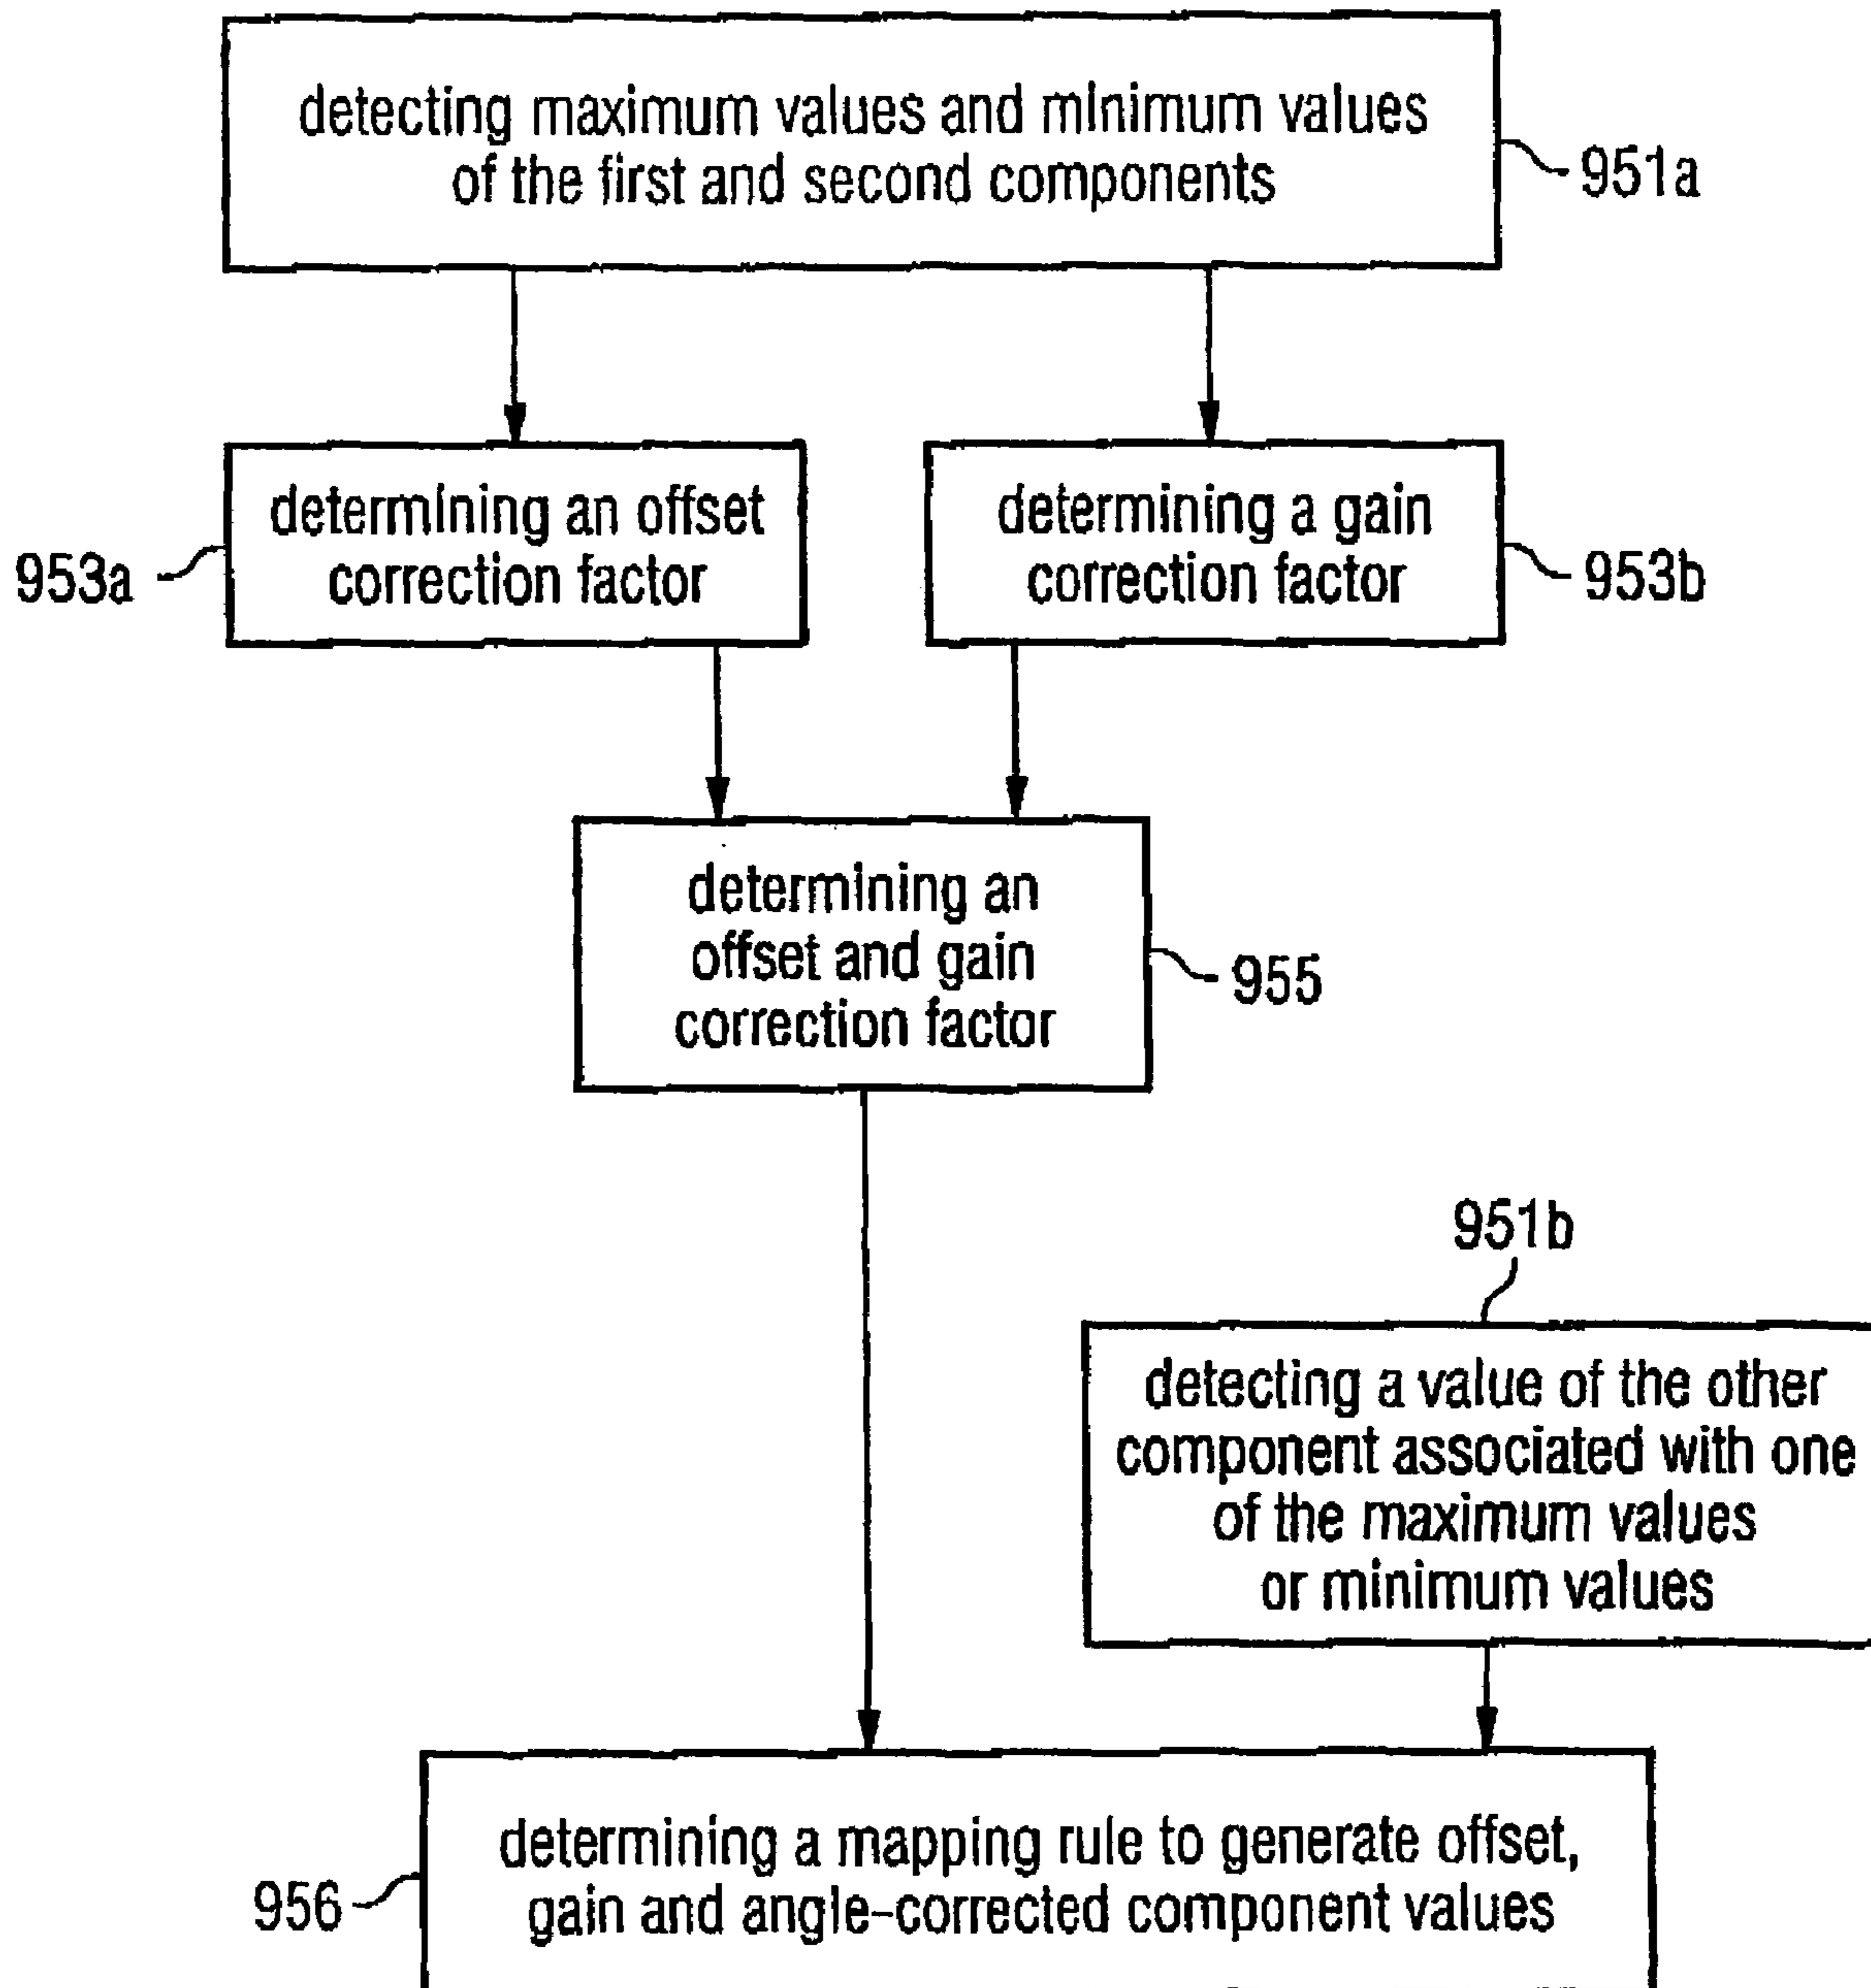 detecting maximum values and minimum values
of the first and second components
951a
determining an offset
correction factor
953a
determining a gain
correction factor
953b
determining an
offset and gain
correction factor
955
951b
detecting a value of the other
component associated with one
of the maximum values
or minimum values
determining a mapping rule to generate offset,
gain and angle-corrected component values
956